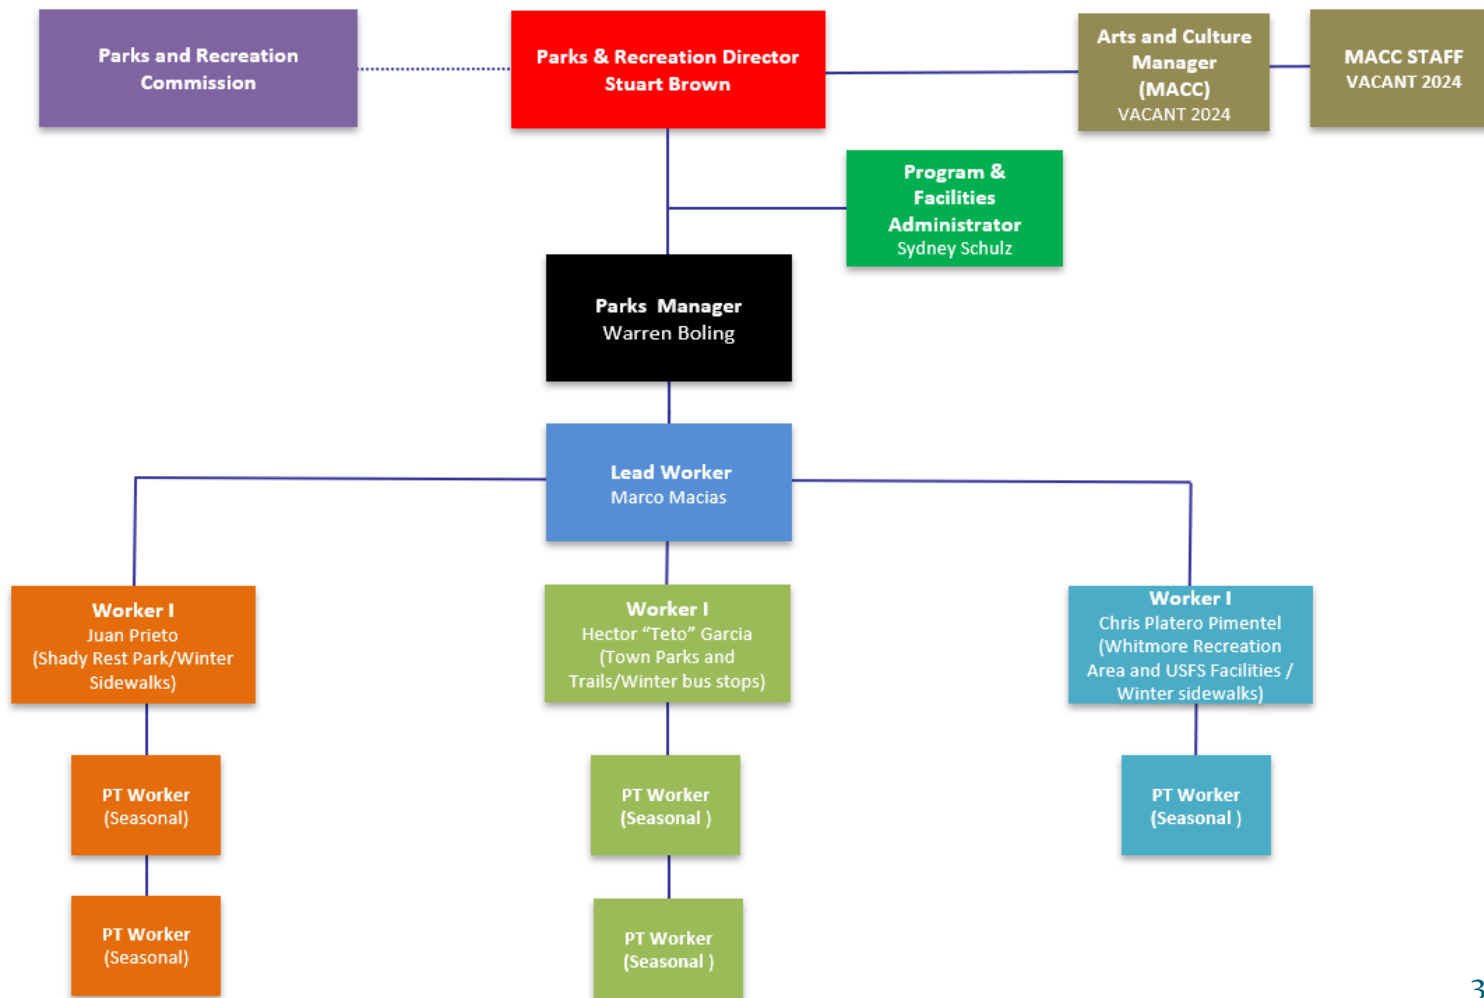 Parks and Recreation
Commission
Parks & Recreation Director
Stuart Brown
Arts and Culture
Manager
(MACC)
VACANT 2024
MACC STAFF
VACANT 2024
Program &
Facilities
Administrator
Sydney Schulz
Parks  Manager
Warren Boling
Lead Worker
Marco Macias
Worker I
Juan Prieto
(Shady Rest Park/Winter
Sidewalks)
Worker I
Hector “Teto” Garcia
(Town Parks and
Trails/Winter bus stops)
Worker I
Chris Platero Pimentel
(Whitmore Recreation
Area and USFS Facilities /
Winter sidewalks)
PT Worker
(Seasonal)
PT Worker
(Seasonal )
PT Worker
(Seasonal )
PT Worker
(Seasonal)
PT Worker
(Seasonal )
3